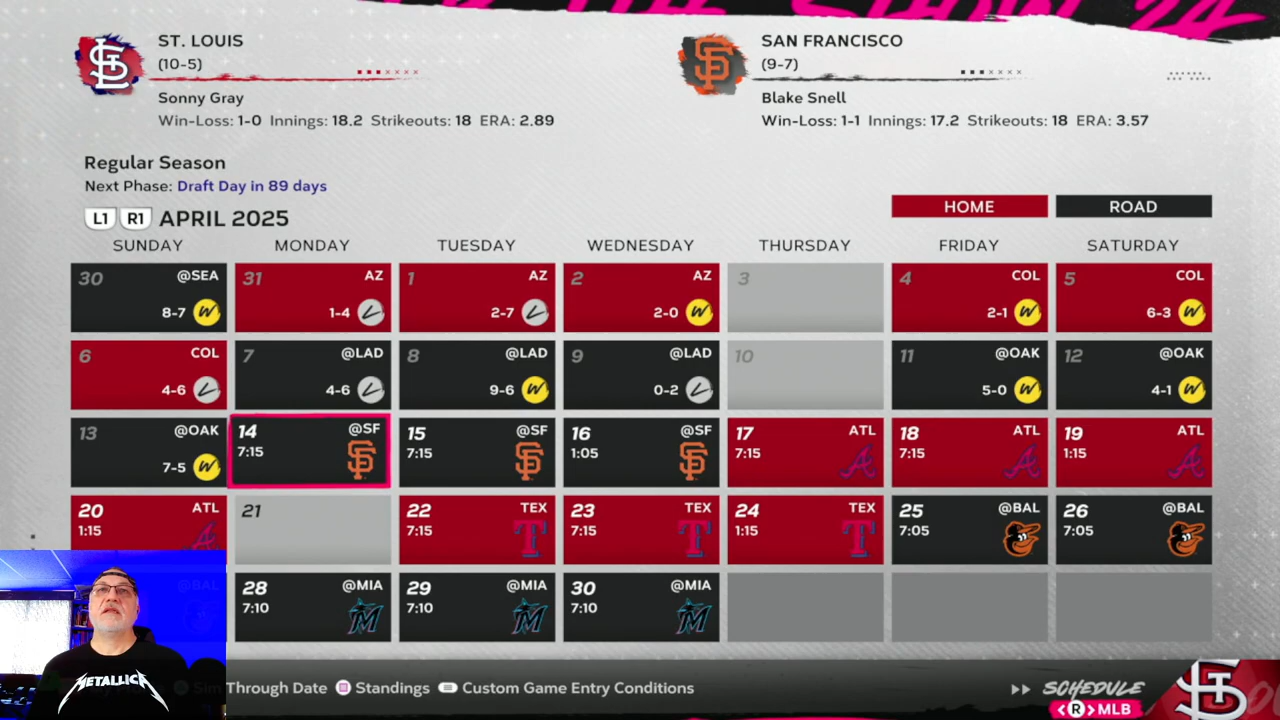 THE SHOW 24
ST. LOUIS
(10-5)
Sonny Gray
Win-Loss: 1-0 Innings: 18.2 Strikeouts: 18 ERA: 2.89
SAN FRANCISCO
(9-7)
Blake Snell
Win-Loss: 1-1 Innings: 17.2 Strikeouts: 18 ERA: 3.57
Regular Season
Next Phase: Draft Day in 89 days
L1 R1 APRIL 2025
HOME ROAD
SUNDAY MONDAY TUESDAY WEDNESDAY THURSDAY FRIDAY SATURDAY
30 @SEA 31 AZ 1 AZ 2 AZ 3 4 COL 5 COL
8-7 W 1-4 L 2-7 L 2-0 W 2-1 W 6-3 W
6 COL 7 @LAD 8 @LAD 9 @LAD 10 11 @OAK 12 @OAK
4-6 L 4-6 L 9-6 W 0-2 L 5-0 W 4-1 W
13 @OAK 14 @SF 15 @SF 16 @SF 17 ATL 18 ATL 19 ATL
7-5 W 7:15 SF 7:15 SF 1:05 SF 7:15 A 7:15 A 1:15 A
20 ATL 21 22 TEX 23 TEX 24 TEX 25 @BAL 26 @BAL
1:15 A 7:15 T 7:15 T 1:15 T 7:05 7:05
@BAL 28 @MIA 29 @MIA 30 @MIA
7:10 M 7:10 M 7:10 M
METALLICA
Sim Through Date Standings Custom Game Entry Conditions
SCHEDULE
R MLB